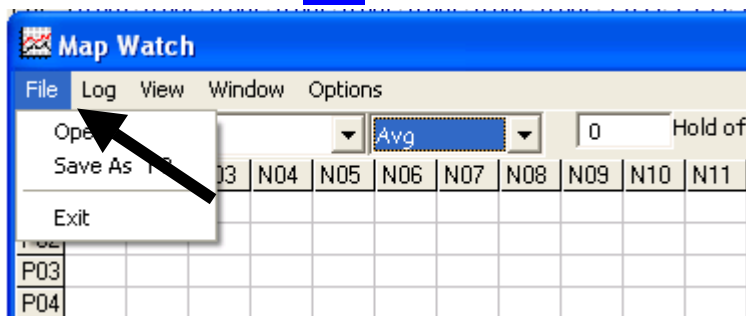 Map Watch
File Log View Window Options
Avg 0 Hold of
Save As
N04 N05 N06 N07 N08 N09 N10 N11
Exit
P03
P04